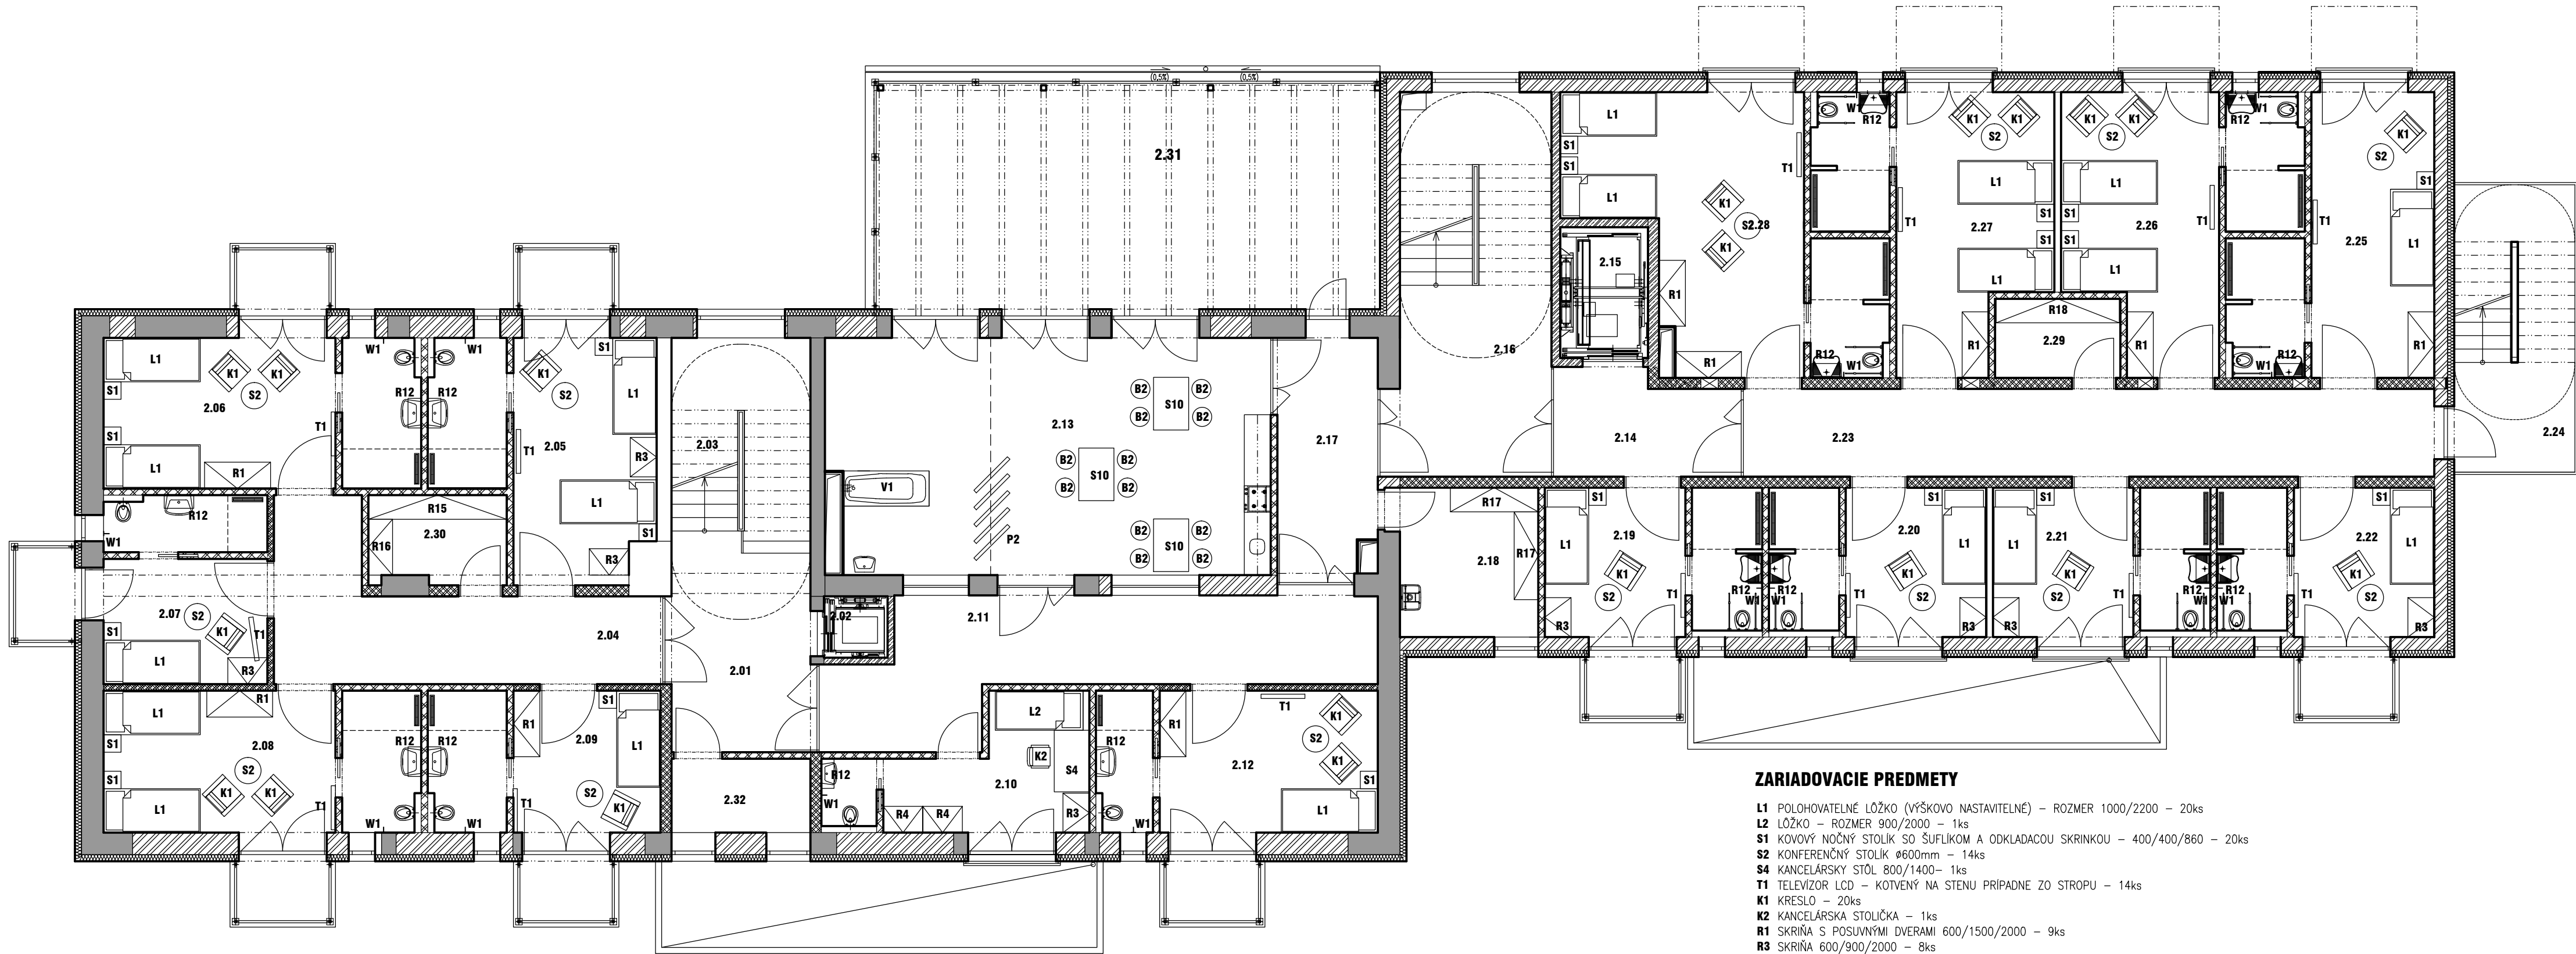 (0,5%) (0,5%)
2.31
L1 S1 S1 L1 K1 S2 2.28 K1 T1 R1 R1 2.15
W1 R12 R12 W1
K1 K1 S2 L1 T1 2.27 S1 S1 L1 R1
K1 K1 S2 L1 S1 2.26 T1 S1 L1 R1
R18 2.29
W1 R12 R12 W1
K1 S2 S1 T1 2.25 L1 R1
2.16
2.14
2.23
2.24
L1 S1 K1 K1 S2 2.06 S1 L1 R1 T1
W1 R12 W1 R12
S1 K1 S2 L1 2.05 T1 R3 L1 S1 R3
2.03
R15 2.30 R16
R12 W1
2.07 S2 K1 T1 S1 L1 R3
2.04
2.01
2.02
2.11
2.13 V1 P2
B2 S10 B2 B2 B2
B2 S10 B2 B2 B2
B2 S10 B2 B2 B2
2.17
2.18 R17 R17
S1 2.19 L1 K1 S2 T1 R3
R12 W1 R12 W1
S1 2.20 L1 K1 S2 T1 R3
S1 2.21 L1 K1 S2 T1 R3
R12 W1 R12 W1
S1 2.22 L1 K1 S2 T1 R3
L1 R1 S1 2.08 S2 S1 L1 K1 K1 T1
R12 W1 R12 W1
R1 S1 2.09 L1 S2 K1 T1
2.32
R12 W1
L2 K2 S4 2.10 R4 R4 R3
R12 W1
R1 T1 K1 S2 2.12 K1 S1 L1
ZARIADOVACIE PREDMETY
L1 POLOHOVATELNÉ LÔŽKO (VÝŠKOVO NASTAVITELNÉ) – ROZMER 1000/2200 – 20ks
L2 LÔŽKO – ROZMER 900/2000 – 1ks
S1 KOVOVÝ NOČNÝ STOLÍK SO ŠUFLÍKOM A ODKLADACOU SKRINKOU – 400/400/860 – 20ks
S2 KONFERENČNÝ STOLÍK ø600mm – 14ks
S4 KANCELÁRSKY STÔL 800/1400– 1ks
T1 TELEVÍZOR LCD – KOTVENÝ NA STENU PRÍPADNE ZO STROPU – 14ks
K1 KRESLO – 20ks
K2 KANCELÁRSKA STOLIČKA – 1ks
R1 SKRIŇA S POSUVNÝMI DVERAMI 600/1500/2000 – 9ks
R3 SKRIŇA 600/900/2000 – 8ks